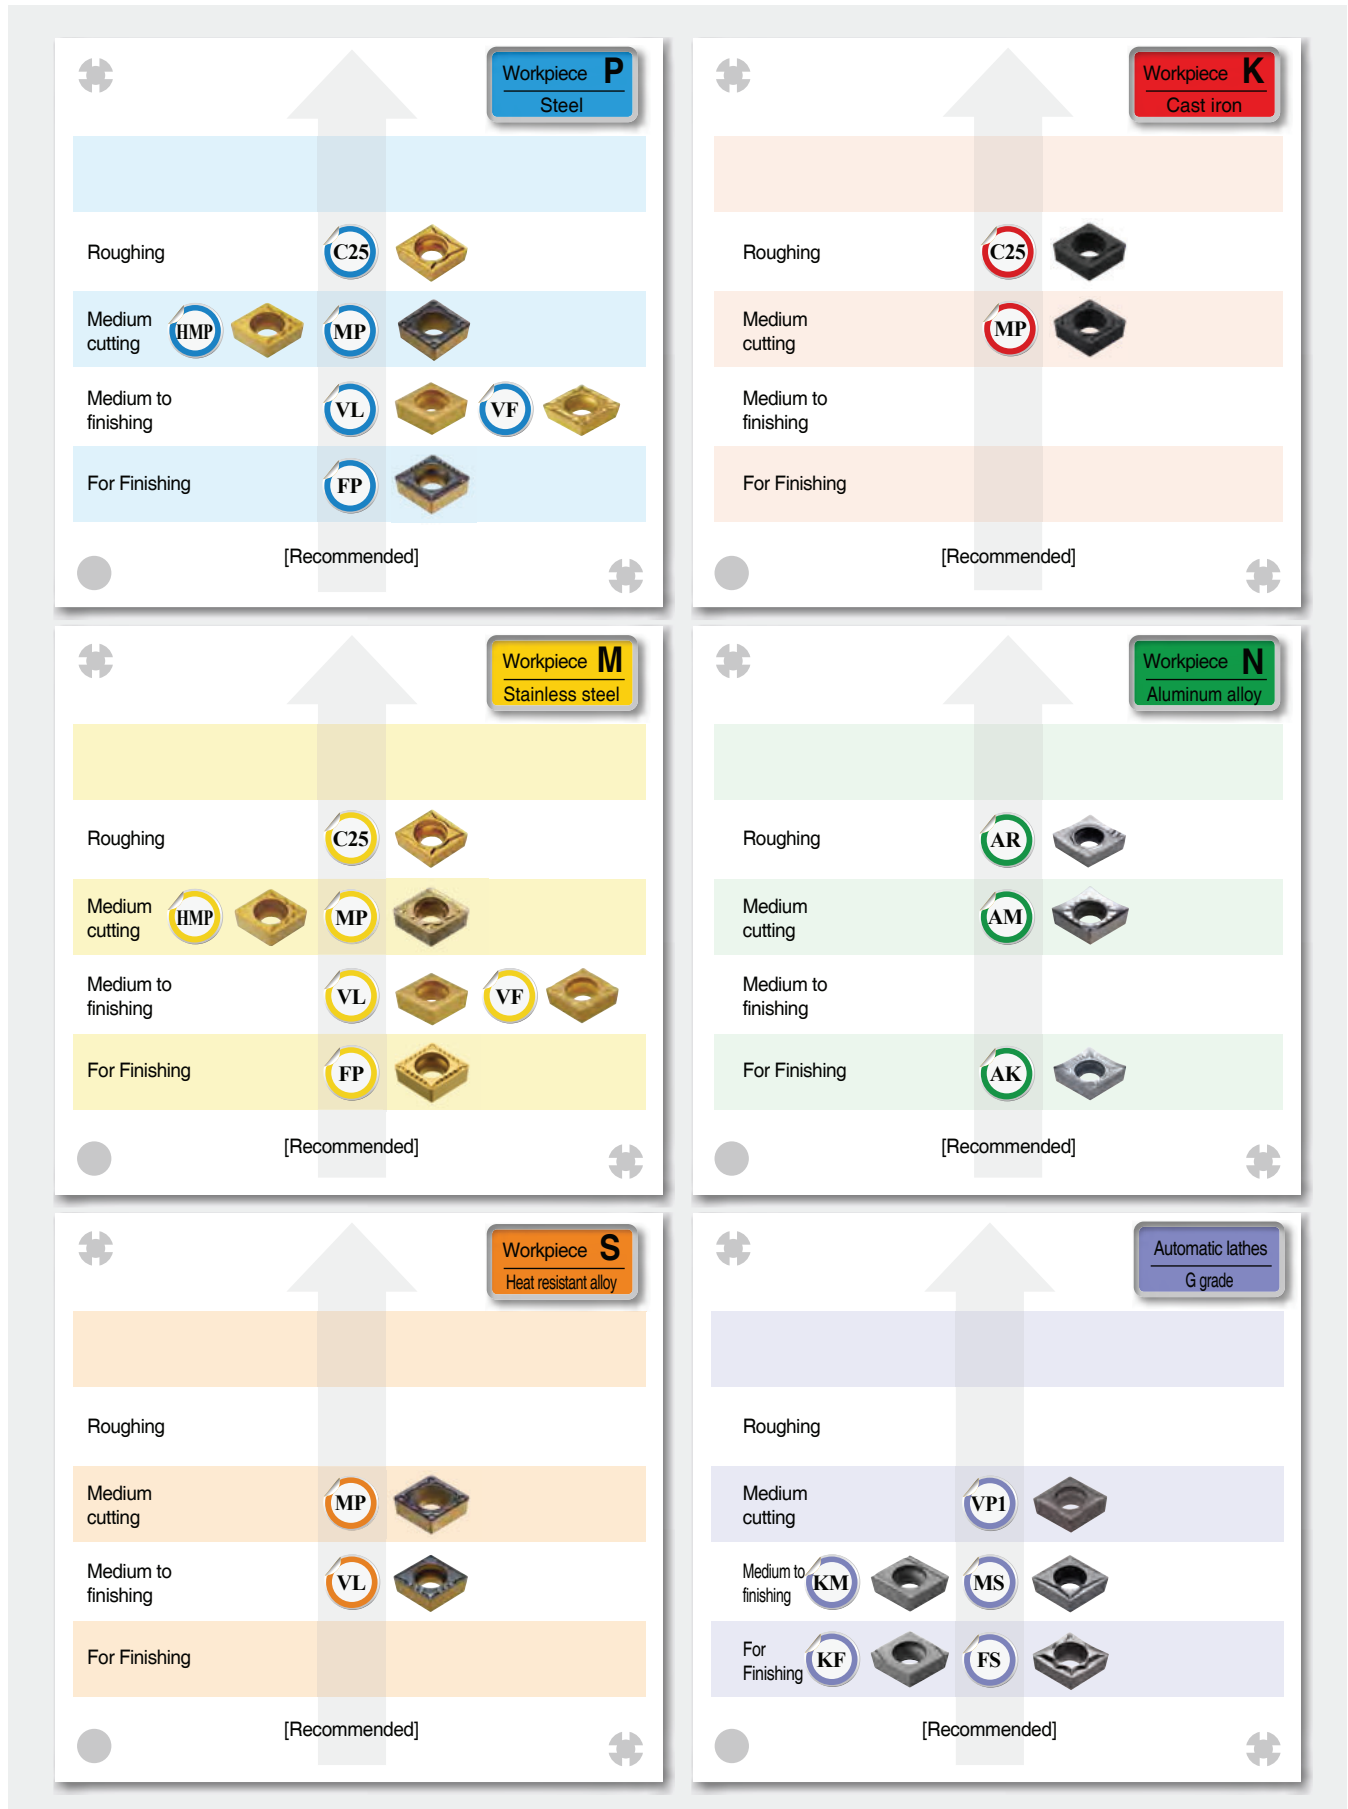 Workpiece P
Steel
Roughing
C25
Medium
cutting
HMP
MP
Medium to
finishing
VL
VF
For Finishing
FP
[Recommended]
Workpiece K
Cast iron
Roughing
C25
Medium
cutting
MP
Medium to
finishing
For Finishing
[Recommended]
Workpiece M
Stainless steel
Roughing
C25
Medium
cutting
HMP
MP
Medium to
finishing
VL
VF
For Finishing
FP
[Recommended]
Workpiece N
Aluminum alloy
Roughing
AR
Medium
cutting
AM
Medium to
finishing
For Finishing
AK
[Recommended]
Workpiece S
Heat resistant alloy
Roughing
Medium
cutting
MP
Medium to
finishing
VL
For Finishing
[Recommended]
Automatic lathes
G grade
Roughing
Medium
cutting
VP1
Medium to
finishing
KM
MS
For
Finishing
KF
FS
[Recommended]